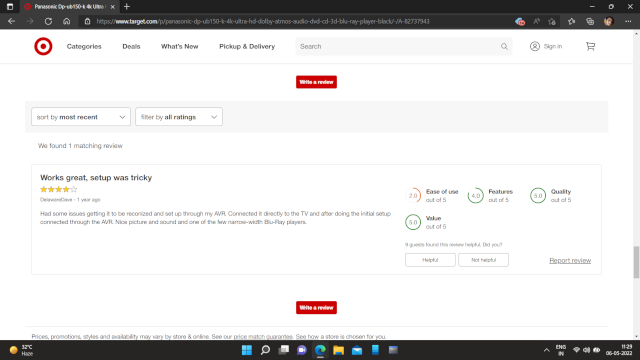 Panasonic Dp-ub150-k 4k Ultra
https://www.target.com/p/panasonic-dp-ub150-k-4k-ultra-hd-dolby-atmos-audio-dvd-cd-3d-blu-ray-player-black/-/A-82737943
Categories Deals What's New Pickup & Delivery Search Sign in
Write a review
sort by most recent filter by all ratings
We found 1 matching review
Works great, setup was tricky
DelawareDave - 1 year ago
Had some issues getting it to be reconized and set up through my AVR. Connected it directly to the TV and after doing the initial setup
connected through the AVR. Nice picture and sound and one of the few narrow-width Blu-Ray players.
2.0 Ease of use out of 5
4.0 Features out of 5
5.0 Quality out of 5
5.0 Value out of 5
9 guests found this review helpful. Did you?
Helpful Not helpful Report review
Write a review
Prices, promotions, styles and availability may vary by store & online. See our price match guarantee. See how a store is chosen for you.
32°C
Haze
ENG
IN
11:23
06-05-2022